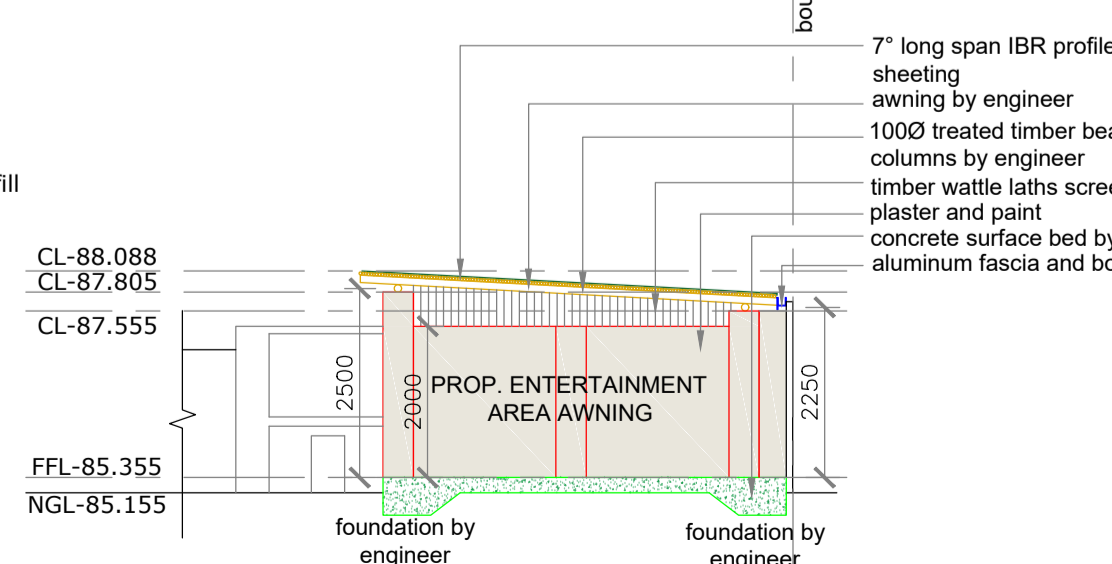 bou
7° long span IBR profile
sheeting
awning by engineer
100Ø treated timber bea
columns by engineer
timber wattle laths scree
plaster and paint
concrete surface bed by
aluminum fascia and bo
fill
CL-88.088
CL-87.805
CL-87.555
2500
2000
PROP. ENTERTAINMENT
AREA AWNING
2250
FFL-85.355
NGL-85.155
foundation by
engineer
foundation by
engineer